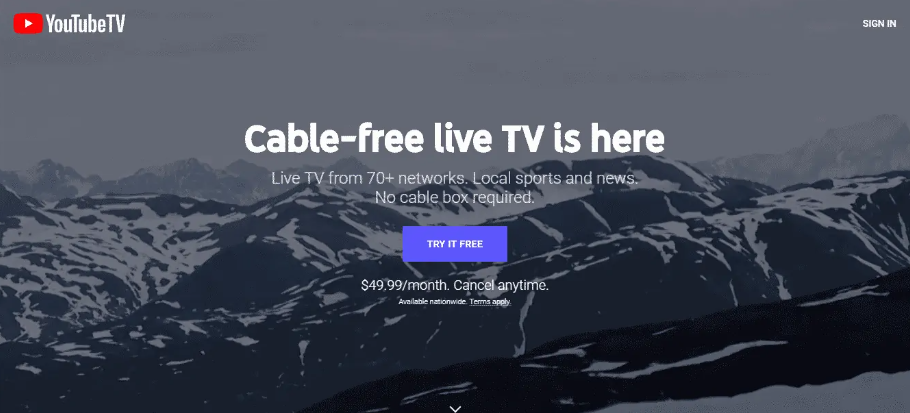 YouTubeTV
SIGN IN
Cable-free live TV is here
Live TV from 70+ networks. Local sports and news.
No cable box required.
TRY IT FREE
$49.99/month. Cancel anytime.
Available nationwide. Terms apply.